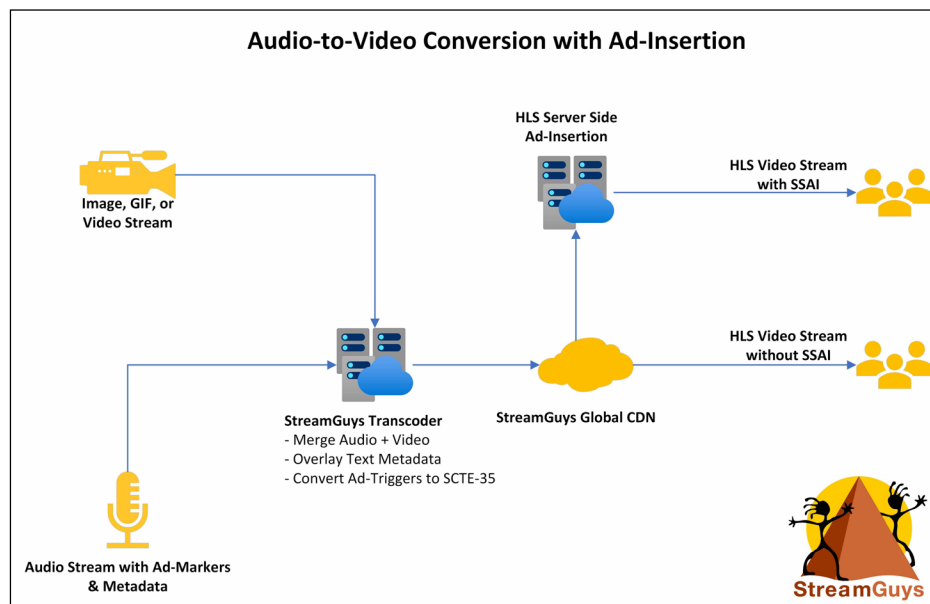 Audio-to-Video Conversion with Ad-Insertion
HLS Server Side
Ad-Insertion
HLS Video Stream
with SSAI
Image, GIF, or
Video Stream
HLS Video Stream
without SSAI
StreamGuys Transcoder
- Merge Audio + Video
- Overlay Text Metadata
- Convert Ad-Triggers to SCTE-35
StreamGuys Global CDN
Audio Stream with Ad-Markers
& Metadata
StreamGuys